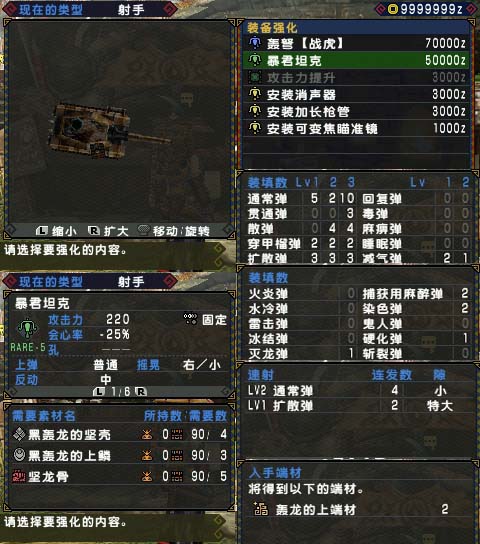 现在的类型 射手
缩小 扩大 移动/旋转
请选择要强化的内容。
9999999z
装备强化
轰弩【战虎】 70000z
暴君坦克 50000z
攻击力提升 3000z
安装消声器 3000z
安装加长枪管 3000z
安装可变焦瞄准镜 1000z
装填数 Lv1 2 3 Lv 1 2
通常弹 5 2 10 回复弹 0 0
贯通弹 0 0 3 毒弹 0 0
散弹 0 4 4 麻痹弹 0 0
穿甲榴弹 2 2 2 睡眠弹 0 0
扩散弹 3 3 3 减气弹 2 1
现在的类型 射手
暴君坦克
攻击力 220 固定
会心率 -25%
RARE-5 孔 ---
上弹 普通 摇晃 右/小
反动 中
L 1/6 R
需要素材名 所持数 需要数
黑轰龙的坚壳 0 90/ 4
黑轰龙的上鳞 0 90/ 3
坚龙骨 0 90/ 5
请选择要强化的内容。
装填数
火炎弹 0 捕获用麻醉弹 2
水冷弹 0 染色弹 2
雷击弹 0 鬼人弹 0
冰结弹 0 硬化弹 1
灭龙弹 1 斩裂弹 0
速射 连发数 隙
LV2 通常弹 4 小
LV1 扩散弹 2 特大
入手端材
将得到以下的端材。
轰龙的上端材 2